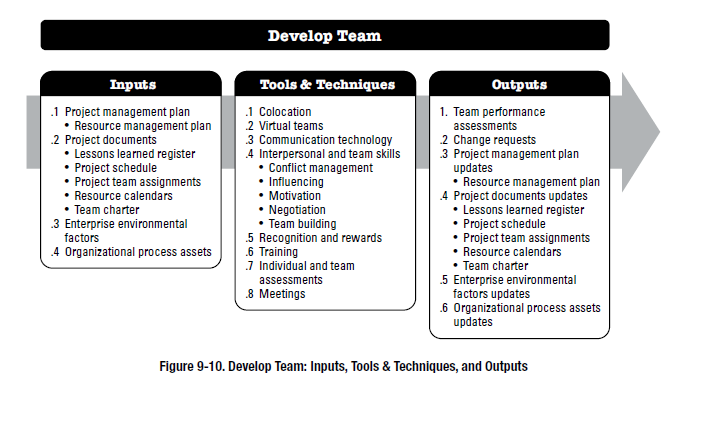 Develop Team
Inputs
.1 Project management plan
• Resource management plan
.2 Project documents
• Lessons learned register
• Project schedule
• Project team assignments
• Resource calendars
• Team charter
.3 Enterprise environmental
factors
.4 Organizational process assets
Tools & Techniques
.1 Colocation
.2 Virtual teams
.3 Communication technology
.4 Interpersonal and team skills
• Conflict management
• Influencing
• Motivation
• Negotiation
• Team building
.5 Recognition and rewards
.6 Training
.7 Individual and team
assessments
.8 Meetings
Outputs
1. Team performance
assessments
.2 Change requests
.3 Project management plan
updates
• Resource management plan
.4 Project documents updates
• Lessons learned register
• Project schedule
• Project team assignments
• Resource calendars
• Team charter
.5 Enterprise environmental
factors updates
.6 Organizational process assets
updates
Figure 9-10. Develop Team: Inputs, Tools & Techniques, and Outputs